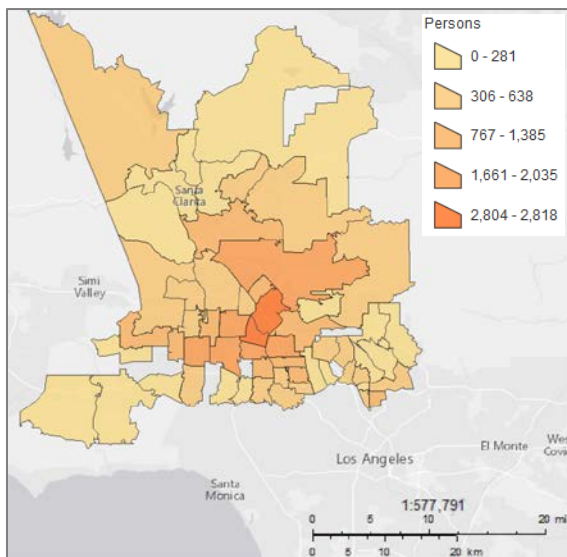 Persons
0 - 281
306 - 638
767 - 1,385
1,661 - 2,035
2,804 - 2,818
Santa
Clarita
Simi
Valley
El Monte
Wes
Covi
Los Angeles
Santa
Monica
1:577,791
0 5 10 20 mi
0 5 10 20 km